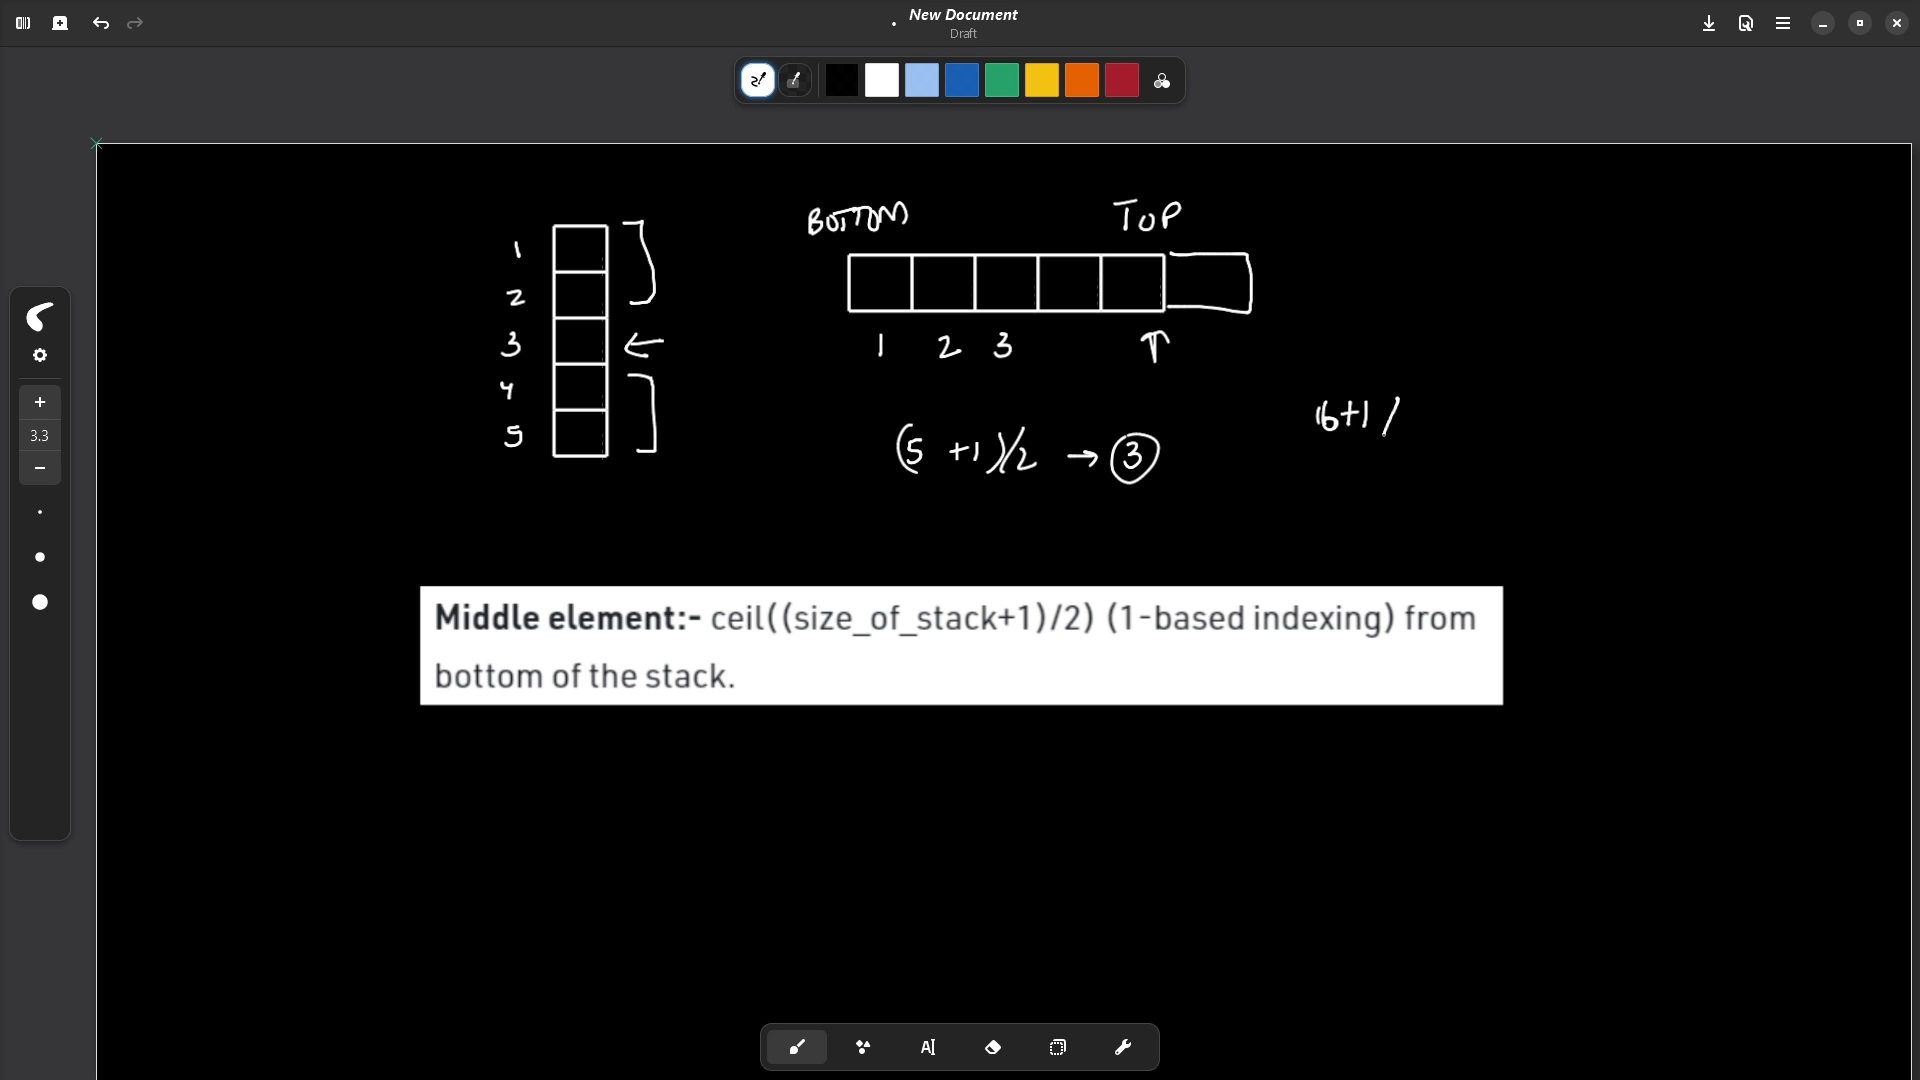 New Document
Draft
BOTTOM
TOP
1
2
3
4
5
1 2 3
(5 +1)/2 → 3
6+1 /
Middle element:- ceil((size_of_stack+1)/2) (1-based indexing) from
bottom of the stack.
+
3.3
−
AI